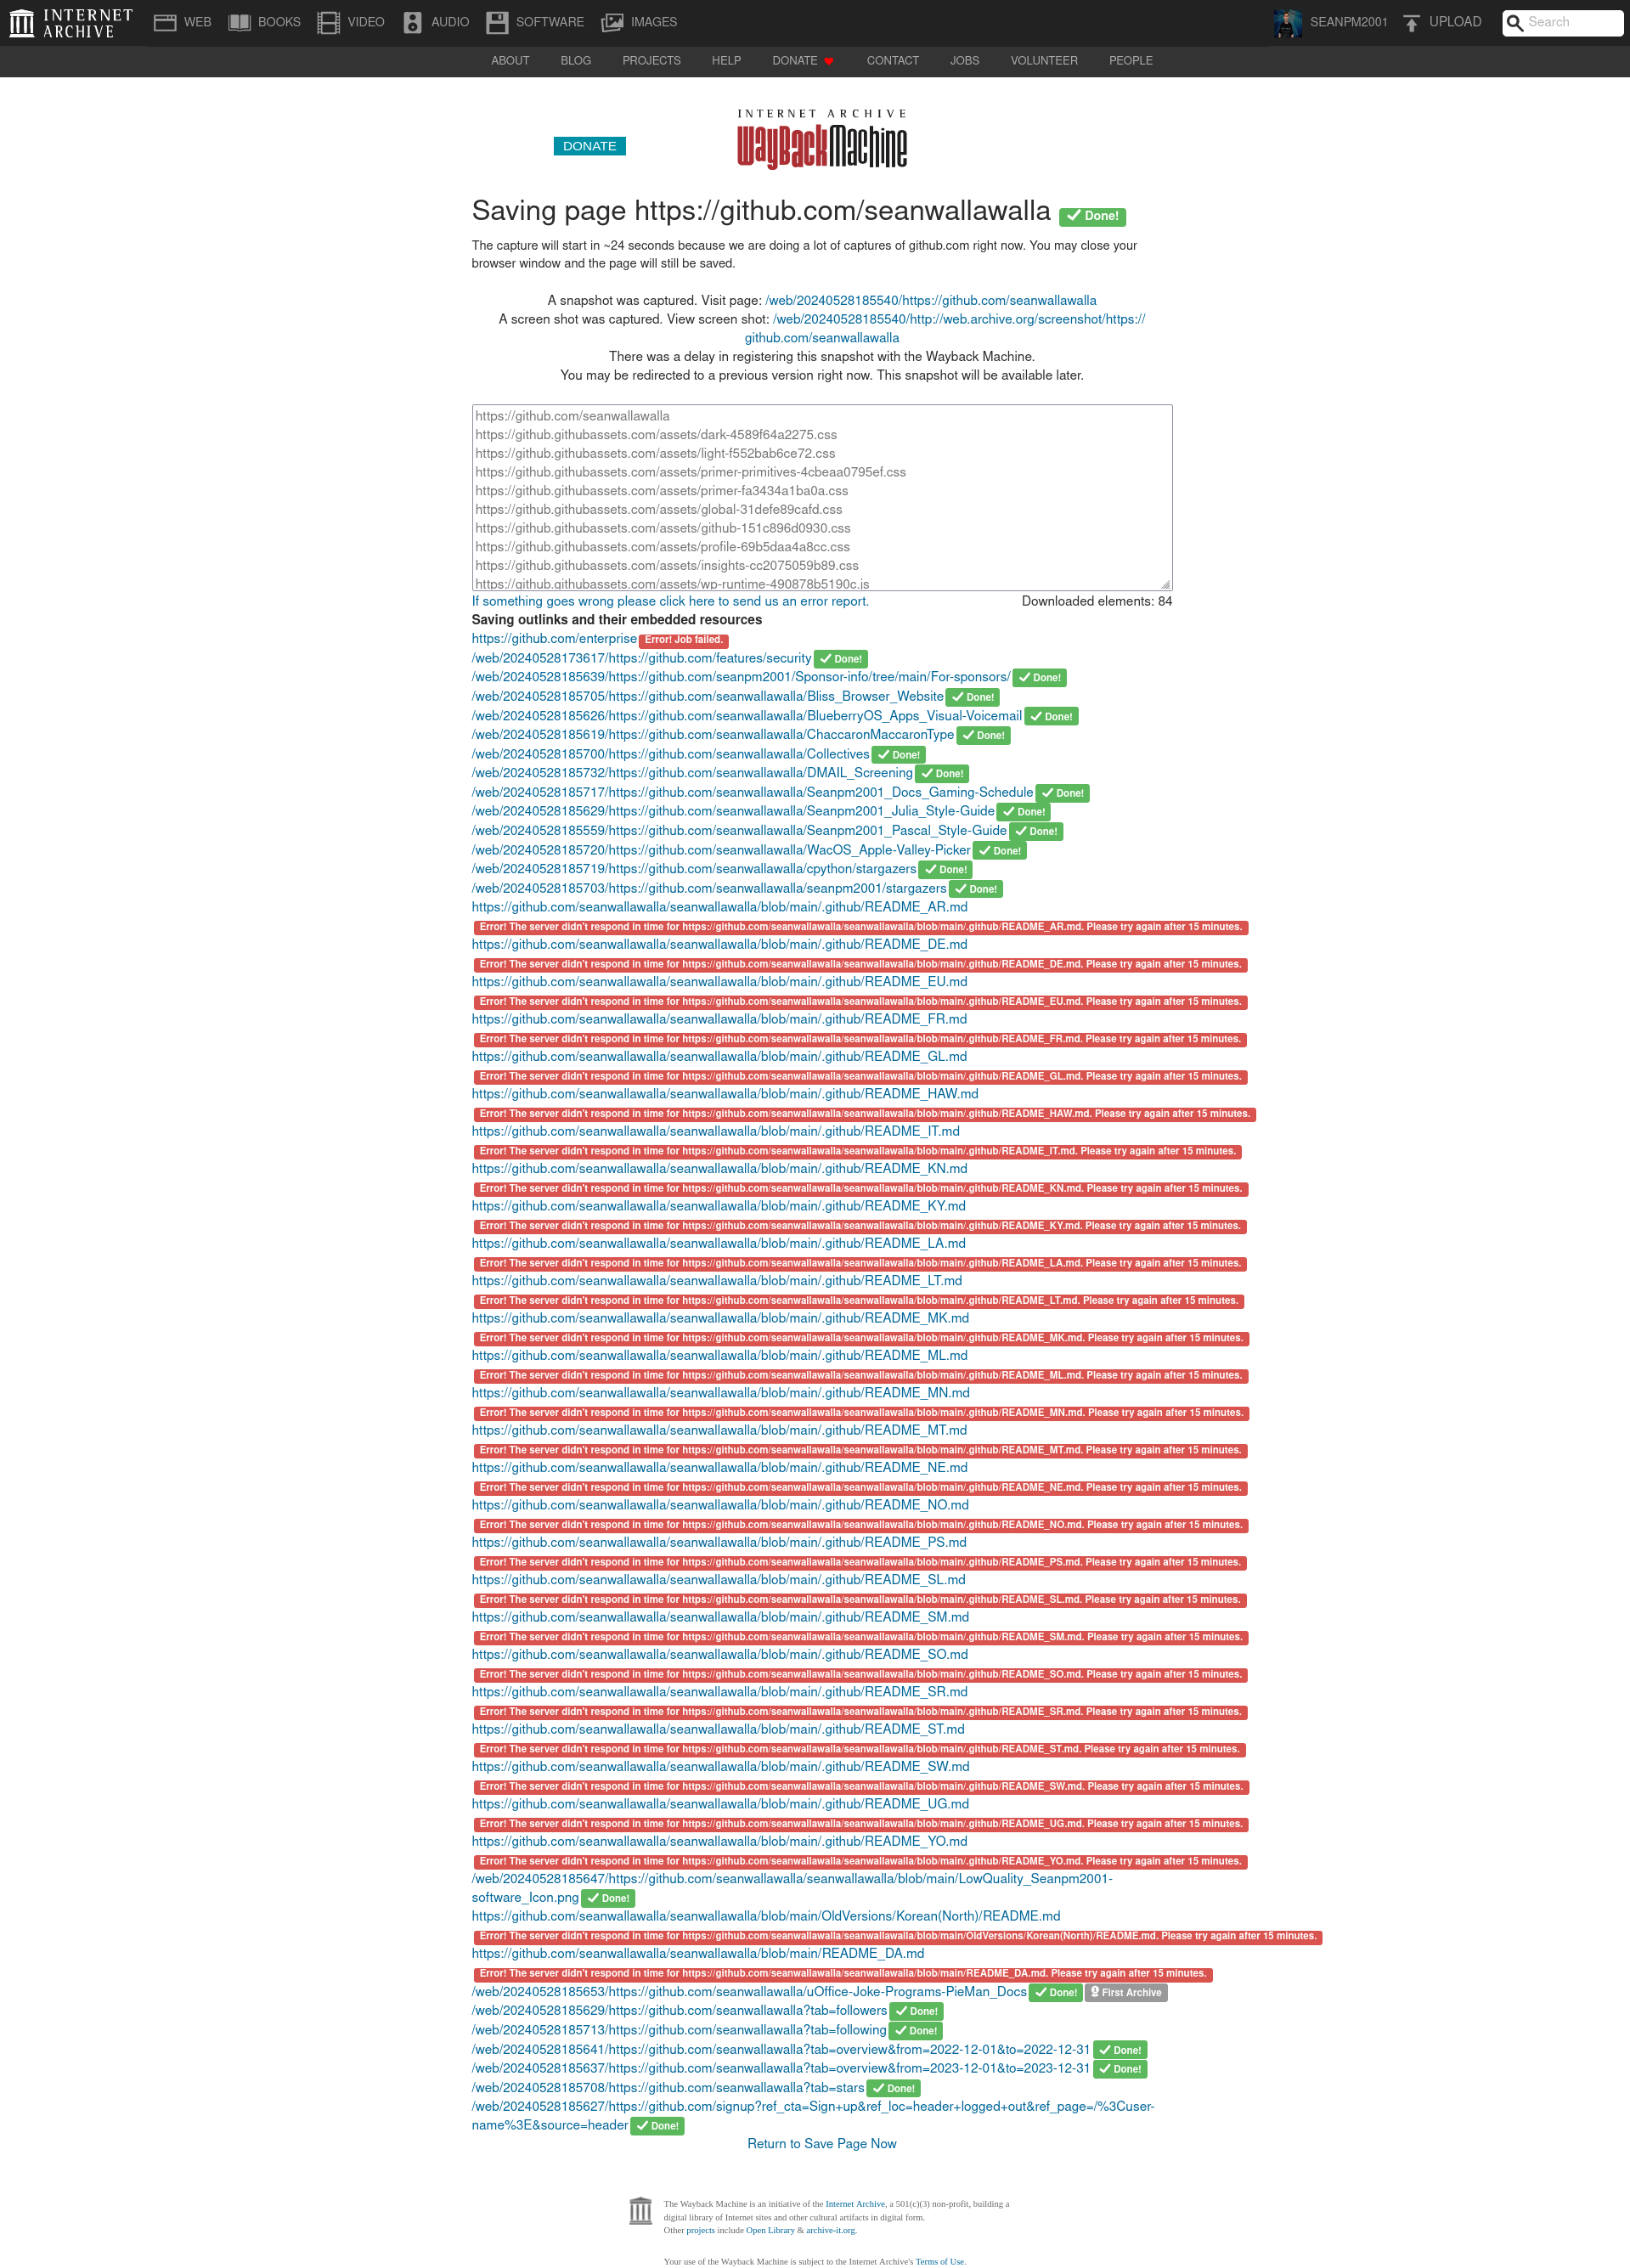 INTERNET ARCHIVE WEB BOOKS VIDEO AUDIO SOFTWARE IMAGES SEANPM2001 UPLOAD Search
ABOUT BLOG PROJECTS HELP DONATE CONTACT JOBS VOLUNTEER PEOPLE
INTERNET ARCHIVE
DONATE WayBackMachine
Saving page https://github.com/seanwallawalla Done!
The capture will start in ~24 seconds because we are doing a lot of captures of github.com right now. You may close your
browser window and the page will still be saved.
A snapshot was captured. Visit page: /web/20240528185540/https://github.com/seanwallawalla
A screen shot was captured. View screen shot: /web/20240528185540/http://web.archive.org/screenshot/https://
github.com/seanwallawalla
There was a delay in registering this snapshot with the Wayback Machine.
You may be redirected to a previous version right now. This snapshot will be available later.
https://github.com/seanwallawalla
https://github.githubassets.com/assets/dark-4589f64a2275.css
https://github.githubassets.com/assets/light-f552bab6ce72.css
https://github.githubassets.com/assets/primer-primitives-4cbeaa0795ef.css
https://github.githubassets.com/assets/primer-fa3434a1ba0a.css
https://github.githubassets.com/assets/global-31defe89cafd.css
https://github.githubassets.com/assets/github-151c896d0930.css
https://github.githubassets.com/assets/profile-69b5daa4a8cc.css
https://github.githubassets.com/assets/insights-cc2075059b89.css
https://github.githubassets.com/assets/wp-runtime-490878b5190c.js
If something goes wrong please click here to send us an error report. Downloaded elements: 84
Saving outlinks and their embedded resources
https://github.com/enterprise Error! Job failed.
/web/20240528173617/https://github.com/features/security Done!
/web/20240528185639/https://github.com/seanpm2001/Sponsor-info/tree/main/For-sponsors/ Done!
/web/20240528185705/https://github.com/seanwallawalla/Bliss_Browser_Website Done!
/web/20240528185626/https://github.com/seanwallawalla/BlueberryOS_Apps_Visual-Voicemail Done!
/web/20240528185619/https://github.com/seanwallawalla/ChaccaronMaccaronType Done!
/web/20240528185700/https://github.com/seanwallawalla/Collectives Done!
/web/20240528185732/https://github.com/seanwallawalla/DMAIL_Screening Done!
/web/20240528185717/https://github.com/seanwallawalla/Seanpm2001_Docs_Gaming-Schedule Done!
/web/20240528185629/https://github.com/seanwallawalla/Seanpm2001_Julia_Style-Guide Done!
/web/20240528185559/https://github.com/seanwallawalla/Seanpm2001_Pascal_Style-Guide Done!
/web/20240528185720/https://github.com/seanwallawalla/WacOS_Apple-Valley-Picker Done!
/web/20240528185719/https://github.com/seanwallawalla/cpython/stargazers Done!
/web/20240528185703/https://github.com/seanwallawalla/seanpm2001/stargazers Done!
https://github.com/seanwallawalla/seanwallawalla/blob/main/.github/README_AR.md
Error! The server didn't respond in time for https://github.com/seanwallawalla/seanwallawalla/blob/main/.github/README_AR.md. Please try again after 15 minutes.
https://github.com/seanwallawalla/seanwallawalla/blob/main/.github/README_DE.md
Error! The server didn't respond in time for https://github.com/seanwallawalla/seanwallawalla/blob/main/.github/README_DE.md. Please try again after 15 minutes.
https://github.com/seanwallawalla/seanwallawalla/blob/main/.github/README_EU.md
Error! The server didn't respond in time for https://github.com/seanwallawalla/seanwallawalla/blob/main/.github/README_EU.md. Please try again after 15 minutes.
https://github.com/seanwallawalla/seanwallawalla/blob/main/.github/README_FR.md
Error! The server didn't respond in time for https://github.com/seanwallawalla/seanwallawalla/blob/main/.github/README_FR.md. Please try again after 15 minutes.
https://github.com/seanwallawalla/seanwallawalla/blob/main/.github/README_GL.md
Error! The server didn't respond in time for https://github.com/seanwallawalla/seanwallawalla/blob/main/.github/README_GL.md. Please try again after 15 minutes.
https://github.com/seanwallawalla/seanwallawalla/blob/main/.github/README_HAW.md
Error! The server didn't respond in time for https://github.com/seanwallawalla/seanwallawalla/blob/main/.github/README_HAW.md. Please try again after 15 minutes.
https://github.com/seanwallawalla/seanwallawalla/blob/main/.github/README_IT.md
Error! The server didn't respond in time for https://github.com/seanwallawalla/seanwallawalla/blob/main/.github/README_IT.md. Please try again after 15 minutes.
https://github.com/seanwallawalla/seanwallawalla/blob/main/.github/README_KN.md
Error! The server didn't respond in time for https://github.com/seanwallawalla/seanwallawalla/blob/main/.github/README_KN.md. Please try again after 15 minutes.
https://github.com/seanwallawalla/seanwallawalla/blob/main/.github/README_KY.md
Error! The server didn't respond in time for https://github.com/seanwallawalla/seanwallawalla/blob/main/.github/README_KY.md. Please try again after 15 minutes.
https://github.com/seanwallawalla/seanwallawalla/blob/main/.github/README_LA.md
Error! The server didn't respond in time for https://github.com/seanwallawalla/seanwallawalla/blob/main/.github/README_LA.md. Please try again after 15 minutes.
https://github.com/seanwallawalla/seanwallawalla/blob/main/.github/README_LT.md
Error! The server didn't respond in time for https://github.com/seanwallawalla/seanwallawalla/blob/main/.github/README_LT.md. Please try again after 15 minutes.
https://github.com/seanwallawalla/seanwallawalla/blob/main/.github/README_MK.md
Error! The server didn't respond in time for https://github.com/seanwallawalla/seanwallawalla/blob/main/.github/README_MK.md. Please try again after 15 minutes.
https://github.com/seanwallawalla/seanwallawalla/blob/main/.github/README_ML.md
Error! The server didn't respond in time for https://github.com/seanwallawalla/seanwallawalla/blob/main/.github/README_ML.md. Please try again after 15 minutes.
https://github.com/seanwallawalla/seanwallawalla/blob/main/.github/README_MN.md
Error! The server didn't respond in time for https://github.com/seanwallawalla/seanwallawalla/blob/main/.github/README_MN.md. Please try again after 15 minutes.
https://github.com/seanwallawalla/seanwallawalla/blob/main/.github/README_MT.md
Error! The server didn't respond in time for https://github.com/seanwallawalla/seanwallawalla/blob/main/.github/README_MT.md. Please try again after 15 minutes.
https://github.com/seanwallawalla/seanwallawalla/blob/main/.github/README_NE.md
Error! The server didn't respond in time for https://github.com/seanwallawalla/seanwallawalla/blob/main/.github/README_NE.md. Please try again after 15 minutes.
https://github.com/seanwallawalla/seanwallawalla/blob/main/.github/README_NO.md
Error! The server didn't respond in time for https://github.com/seanwallawalla/seanwallawalla/blob/main/.github/README_NO.md. Please try again after 15 minutes.
https://github.com/seanwallawalla/seanwallawalla/blob/main/.github/README_PS.md
Error! The server didn't respond in time for https://github.com/seanwallawalla/seanwallawalla/blob/main/.github/README_PS.md. Please try again after 15 minutes.
https://github.com/seanwallawalla/seanwallawalla/blob/main/.github/README_SL.md
Error! The server didn't respond in time for https://github.com/seanwallawalla/seanwallawalla/blob/main/.github/README_SL.md. Please try again after 15 minutes.
https://github.com/seanwallawalla/seanwallawalla/blob/main/.github/README_SM.md
Error! The server didn't respond in time for https://github.com/seanwallawalla/seanwallawalla/blob/main/.github/README_SM.md. Please try again after 15 minutes.
https://github.com/seanwallawalla/seanwallawalla/blob/main/.github/README_SO.md
Error! The server didn't respond in time for https://github.com/seanwallawalla/seanwallawalla/blob/main/.github/README_SO.md. Please try again after 15 minutes.
https://github.com/seanwallawalla/seanwallawalla/blob/main/.github/README_SR.md
Error! The server didn't respond in time for https://github.com/seanwallawalla/seanwallawalla/blob/main/.github/README_SR.md. Please try again after 15 minutes.
https://github.com/seanwallawalla/seanwallawalla/blob/main/.github/README_ST.md
Error! The server didn't respond in time for https://github.com/seanwallawalla/seanwallawalla/blob/main/.github/README_ST.md. Please try again after 15 minutes.
https://github.com/seanwallawalla/seanwallawalla/blob/main/.github/README_SW.md
Error! The server didn't respond in time for https://github.com/seanwallawalla/seanwallawalla/blob/main/.github/README_SW.md. Please try again after 15 minutes.
https://github.com/seanwallawalla/seanwallawalla/blob/main/.github/README_UG.md
Error! The server didn't respond in time for https://github.com/seanwallawalla/seanwallawalla/blob/main/.github/README_UG.md. Please try again after 15 minutes.
https://github.com/seanwallawalla/seanwallawalla/blob/main/.github/README_YO.md
Error! The server didn't respond in time for https://github.com/seanwallawalla/seanwallawalla/blob/main/.github/README_YO.md. Please try again after 15 minutes.
/web/20240528185647/https://github.com/seanwallawalla/seanwallawalla/blob/main/LowQuality_Seanpm2001-
software_Icon.png Done!
https://github.com/seanwallawalla/seanwallawalla/blob/main/OldVersions/Korean(North)/README.md
Error! The server didn't respond in time for https://github.com/seanwallawalla/seanwallawalla/blob/main/OldVersions/Korean(North)/README.md. Please try again after 15 minutes.
https://github.com/seanwallawalla/seanwallawalla/blob/main/README_DA.md
Error! The server didn't respond in time for https://github.com/seanwallawalla/seanwallawalla/blob/main/README_DA.md. Please try again after 15 minutes.
/web/20240528185653/https://github.com/seanwallawalla/uOffice-Joke-Programs-PieMan_Docs Done! First Archive
/web/20240528185629/https://github.com/seanwallawalla?tab=followers Done!
/web/20240528185713/https://github.com/seanwallawalla?tab=following Done!
/web/20240528185641/https://github.com/seanwallawalla?tab=overview&from=2022-12-01&to=2022-12-31 Done!
/web/20240528185637/https://github.com/seanwallawalla?tab=overview&from=2023-12-01&to=2023-12-31 Done!
/web/20240528185708/https://github.com/seanwallawalla?tab=stars Done!
/web/20240528185627/https://github.com/signup?ref_cta=Sign+up&ref_loc=header+logged+out&ref_page=/%3Cuser-
name%3E&source=header Done!
Return to Save Page Now
The Wayback Machine is an initiative of the Internet Archive, a 501(c)(3) non-profit, building a
digital library of Internet sites and other cultural artifacts in digital form.
Other projects include Open Library & archive-it.org.
Your use of the Wayback Machine is subject to the Internet Archive's Terms of Use.